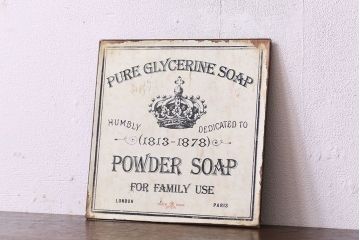 PURE GLYCERINE SOAP
HUMBLY DEDICATED TO
(1813-1878)
POWDER SOAP
FOR FAMILY USE
LONDON PARIS